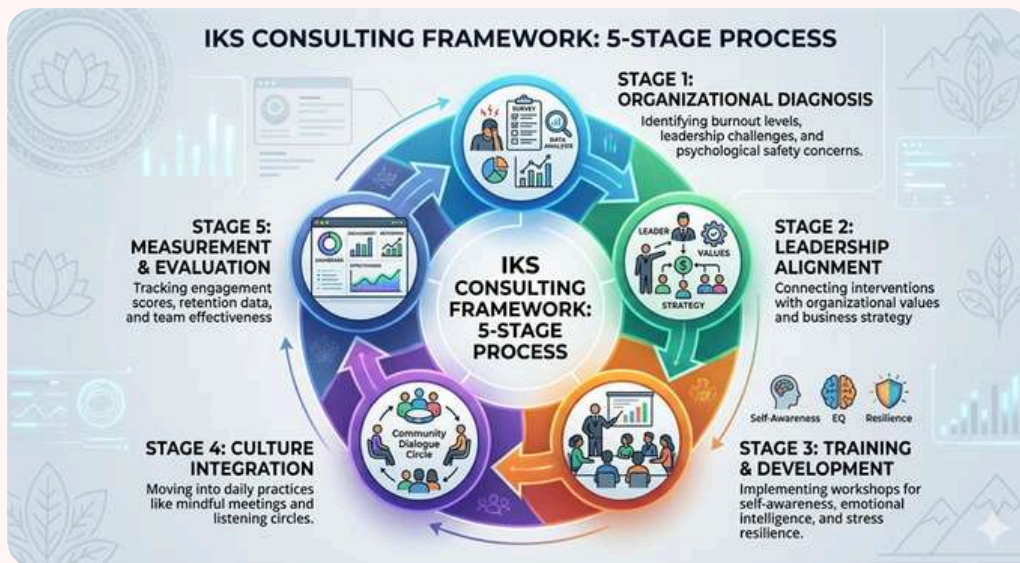 IKS CONSULTING FRAMEWORK: 5-STAGE PROCESS
STAGE 1:
ORGANIZATIONAL DIAGNOSIS
Identifying burnout levels,
leadership challenges, and
psychological safety concerns.
SURVEY
DATA
ANALYSIS
STAGE 2:
LEADERSHIP
ALIGNMENT
Connecting interventions
with organizational values
and business strategy
LEADER
VALUES
STRATEGY
Self-Awareness EQ Resilience
STAGE 3: TRAINING
& DEVELOPMENT
Implementing workshops for
self-awareness, emotional
intelligence, and stress
resilience.
STAGE 4: CULTURE
INTEGRATION
Moving into daily practices
like mindful meetings and
listening circles.
Community
Dialogue
Circle
STAGE 5:
MEASUREMENT
& EVALUATION
Tracking engagement
scores, retention data,
and team effectiveness
IKS
CONSULTING
FRAMEWORK:
5-STAGE
PROCESS